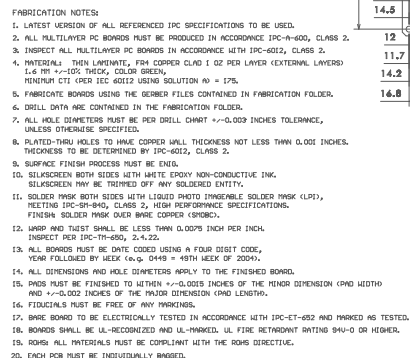 FABRICATION NOTES:
1. LATEST VERSION OF ALL REFERENCED IPC SPECIFICATIONS TO BE USED.
2. ALL MULTILAYER PC BOARDS MUST BE PRODUCED IN ACCORDANCE IPC-A-600, CLASS 2.
3. INSPECT ALL MULTILAYER PC BOARDS IN ACCORDANCE WITH IPC-6012, CLASS 2.
4. MATERIAL: THIN LAMINATE, FR4 COPPER CLAD 1 OZ PER LAYER (EXTERNAL LAYERS)
1.6 MM +/-10% THICK, COLOR GREEN,
MINIMUM CTI (PER IEC 60112 USING SOLUTION A) = 175.
5. FABRICATE BOARDS USING THE GERBER FILES CONTAINED IN FABRICATION FOLDER.
6. DRILL DATA ARE CONTAINED IN THE FABRICATION FOLDER.
7. ALL HOLE DIAMETERS MUST BE PER DRILL CHART +/-0.003 INCHES TOLERANCE,
UNLESS OTHERWISE SPECIFIED.
8. PLATED-THRU HOLES TO HAVE COPPER WALL THICKNESS NOT LESS THAN 0.001 INCHES.
THICKNESS TO BE DETERMINED BY IPC-6012, CLASS 2.
9. SURFACE FINISH PROCESS MUST BE ENIG.
10. SILKSCREEN BOTH SIDES WITH WHITE EPOXY NON-CONDUCTIVE INK.
SILKSCREEN MAY BE TRIMMED OFF ANY SOLDERED ENTITY.
11. SOLDER MASK BOTH SIDES WITH LIQUID PHOTO IMAGEABLE SOLDER MASK (LPI),
MEETING IPC-SM-840, CLASS 2, HIGH PERFORMANCE SPECIFICATIONS.
FINISH: SOLDER MASK OVER BARE COPPER (SMOBC).
12. WARP AND TWIST SHALL BE LESS THAN 0.0075 INCH PER INCH.
INSPECT PER IPC-TM-650, 2.4.22.
13. ALL BOARDS MUST BE DATE CODED USING A FOUR DIGIT CODE,
YEAR FOLLOWED BY WEEK (e.g. 0449 = 49TH WEEK OF 2004).
14. ALL DIMENSIONS AND HOLE DIAMETERS APPLY TO THE FINISHED BOARD.
15. PADS MUST BE FINISHED TO WITHIN +/-0.0015 INCHES OF THE MINOR DIMENSION (PAD WIDTH)
AND +/-0.002 INCHES OF THE MAJOR DIMENSION (PAD LENGTH).
16. FIDUCIALS MUST BE FREE OF ANY MARKINGS.
17. BARE BOARD TO BE ELECTRICALLY TESTED IN ACCORDANCE WITH IPC-ET-652 AND MARKED AS TESTED.
18. BOARDS SHALL BE UL-RECOGNIZED AND UL-MARKED. UL FIRE RETARDANT RATING 94V-0 OR HIGHER.
19. ROHS: ALL MATERIALS MUST BE COMPLIANT WITH THE ROHS DIRECTIVE.
20. EACH PCB MUST BE INDIVIDUALLY BAGGED.
14.5
12
11.7
14.2
16.8